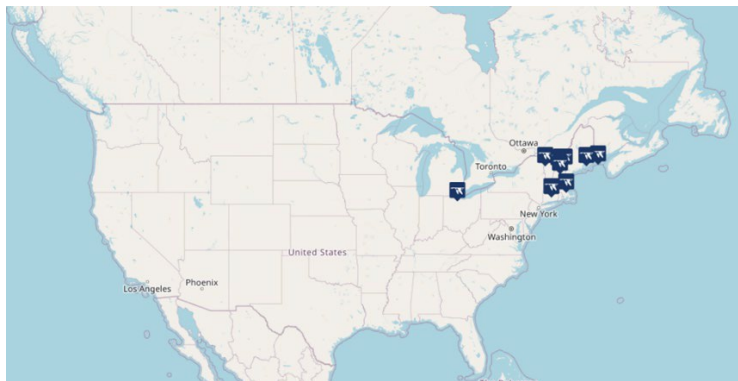 Ottawa
Toronto
New York
Washington
United States
Phoenix
Los Angeles